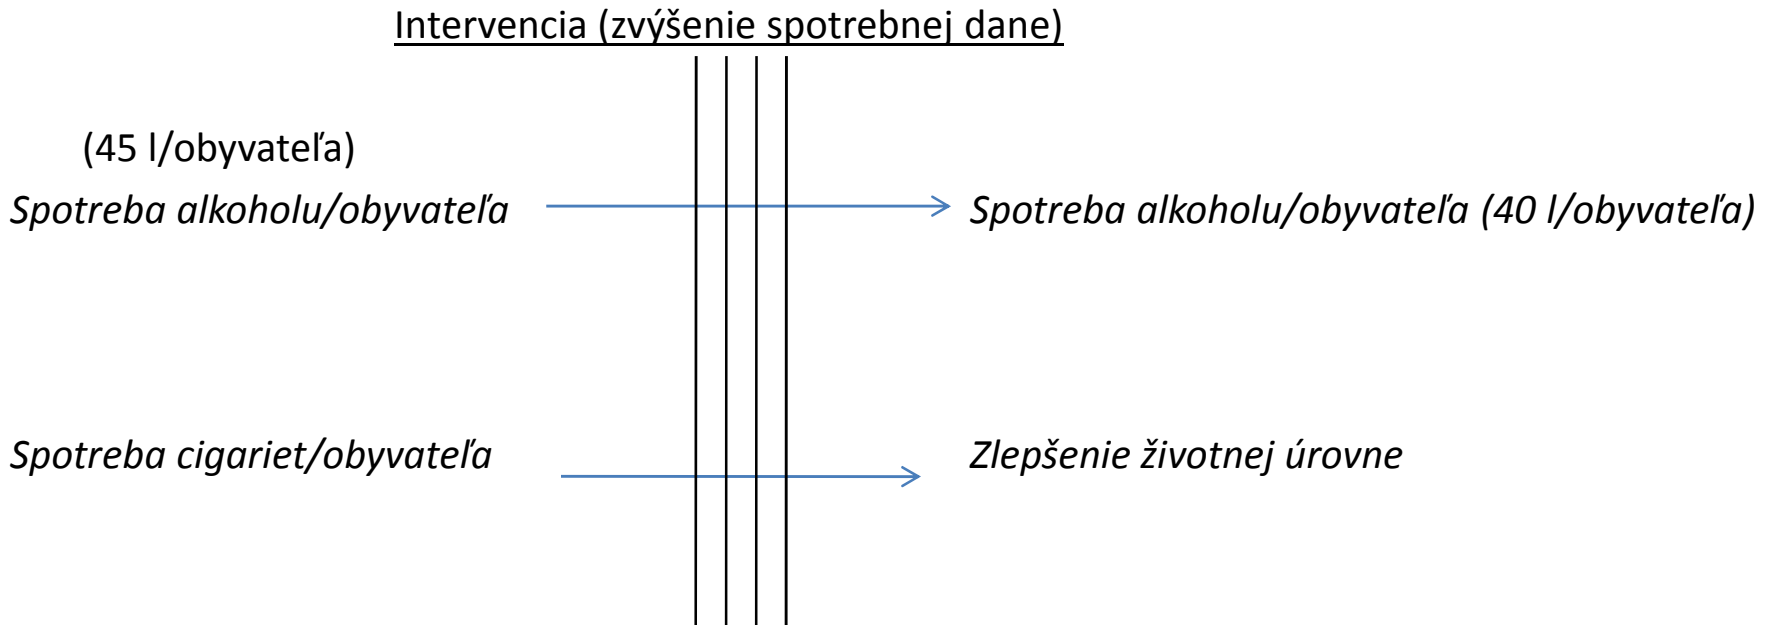 Intervencia (zvýšenie spotrebnej dane)
(45 l/obyvateľa)
Spotreba alkoholu/obyvateľa
Spotreba alkoholu/obyvateľa (40 l/obyvateľa)
Spotreba cigariet/obyvateľa
Zlepšenie životnej úrovne